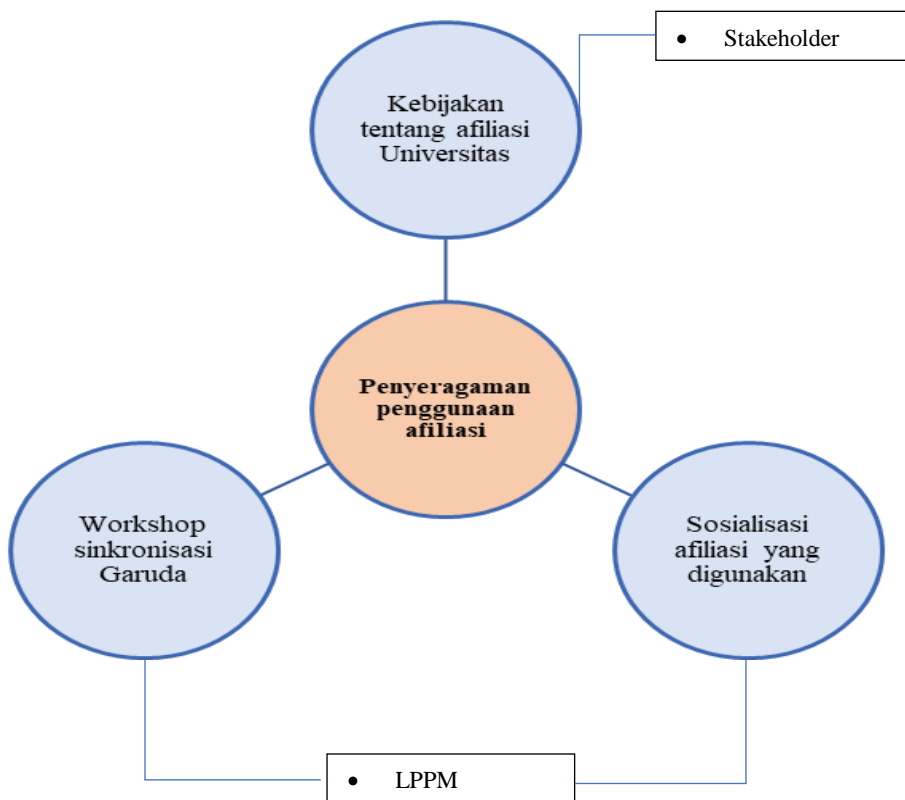 • Stakeholder
Kebijakan
tentang afiliasi
Universitas
Penyeragaman
penggunaan
afiliasi
Workshop
sinkronisasi
Garuda
Sosialisasi
afiliasi yang
digunakan
• LPPM